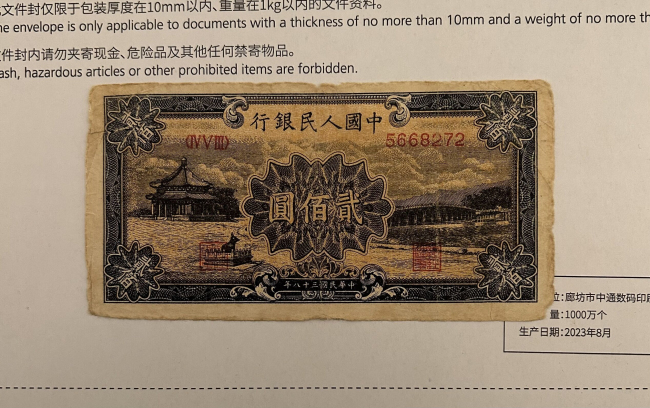 文件封仅限于包装厚度在10mm以内、重量在1kg以内的文件资料。
ne envelope is only applicable to documents with a thickness of no more than 10mm and a weight of no more th
文件封内请勿夹寄现金、危险品及其他任何禁寄物品。
ash, hazardous articles or other prohibited items are forbidden.
行銀民人國中
(IV V III)
5668272
圓佰貳
年八十三國民華中
位：廊坊市中通数码印
量：1000万个
生产日期：2023年8月